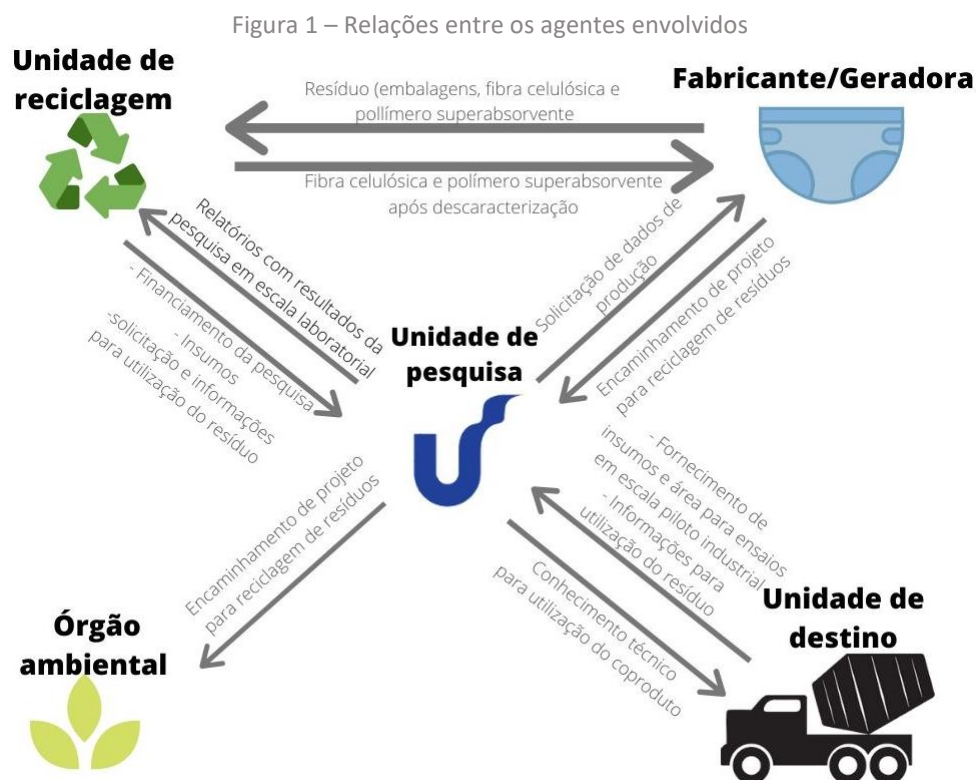 Figura 1 – Relações entre os agentes envolvidos
Unidade de
reciclagem
Fabricante/Geradora
Resíduo (embalagens, fibra celulósica e
pollímero superabsorvente
Fibra celulósica e polímero superabsorvente
após descaracterização
Relatórios com resultados da
pesquisa em escala laboratorial
- Financiamento da pesquisa
- Insumos
-solicitação e informações
para utilização do resíduo
Solicitação de dados de
produção
Encaminhamento de projeto
para reciclagem de resíduos
Unidade de
pesquisa
Encaminhamento de projeto
para reciclagem de resíduos
- Fornecimento de
insumos e área para ensaios
em escala piloto industrial
- Informações para
utilização do resíduo
Conhecimento técnico
para utilização do coproduto
Órgão
ambiental
Unidade de
destino